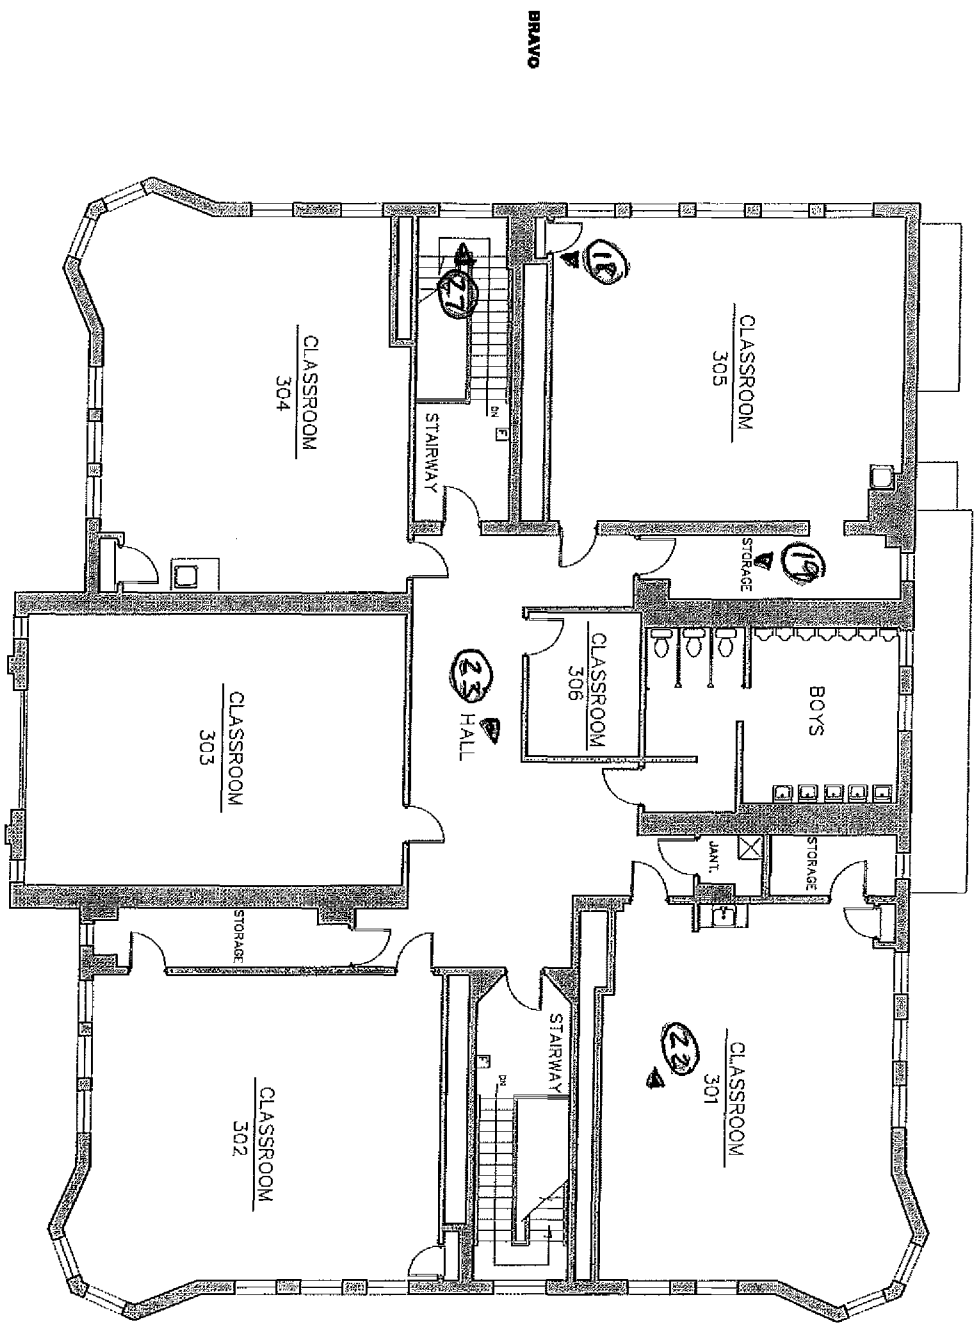 BRAVO
CLASSROOM
304
27
DN
F
STAIRWAY
18
CLASSROOM
305
STORAGE
19
CLASSROOM
303
23
HALL
CLASSROOM
306
BOYS
JANT.
STORAGE
STORAGE
CLASSROOM
302
F
DN
STAIRWAY
22
CLASSROOM
301